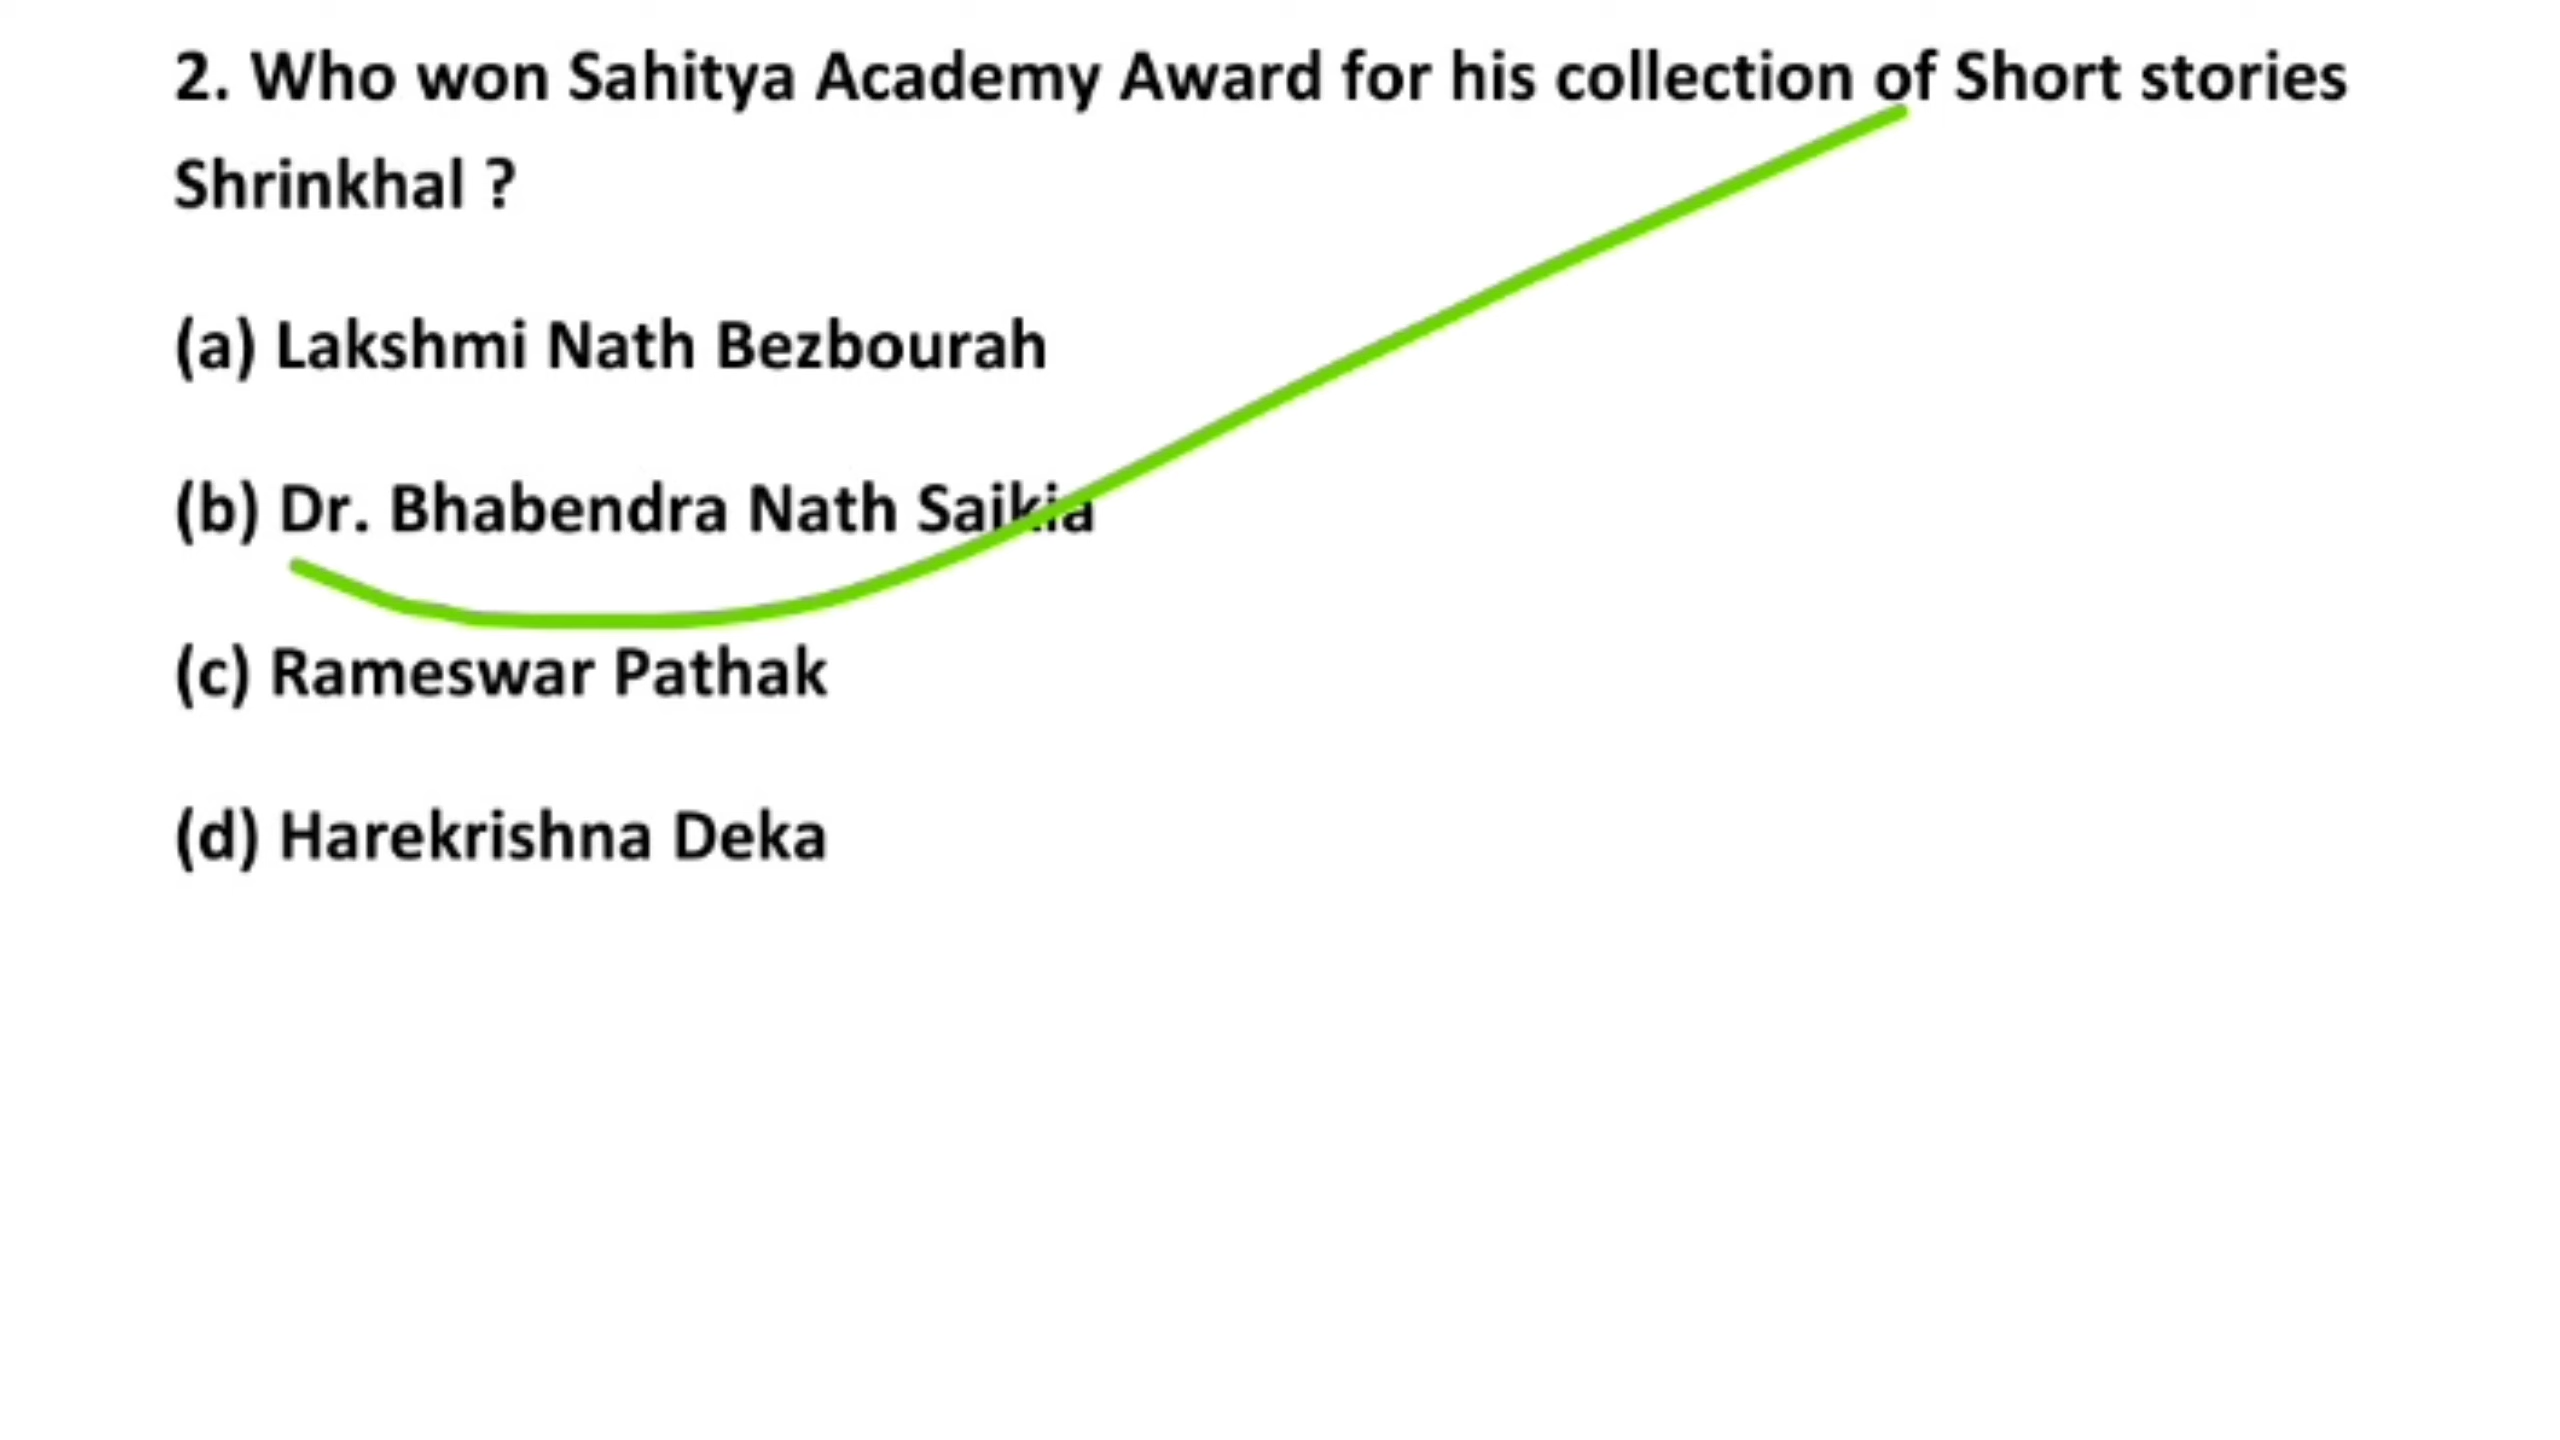 2. Who won Sahitya Academy Award for his collection of Short stories
Shrinkhal ?
(a) Lakshmi Nath Bezbourah
(b) Dr. Bhabendra Nath Saikia
(c) Rameswar Pathak
(d) Harekrishna Deka